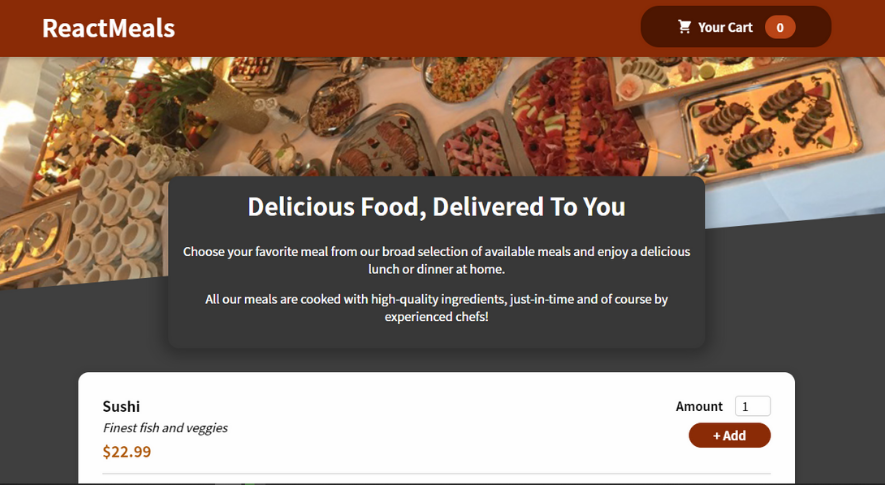 ReactMeals
Your Cart 0
Delicious Food, Delivered To You
Choose your favorite meal from our broad selection of available meals and enjoy a delicious
lunch or dinner at home.
All our meals are cooked with high-quality ingredients, just-in-time and of course by
experienced chefs!
Sushi
Amount 1
Finest fish and veggies
+ Add
$22.99